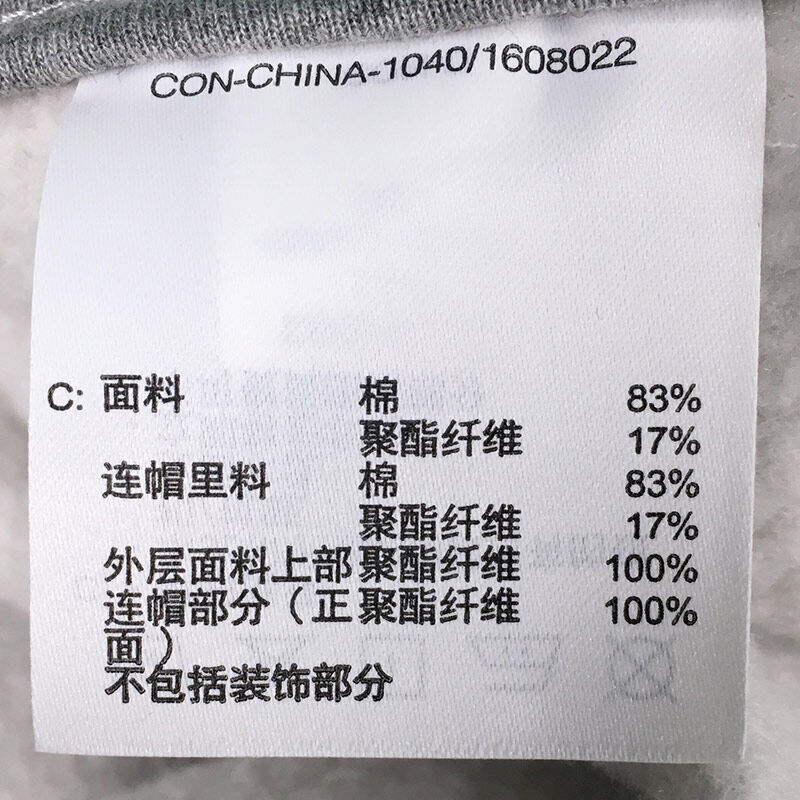 CON-CHINA-1040/1608022
C: 面料 棉 83%
聚酯纤维 17%
连帽里料 棉 83%
聚酯纤维 17%
外层面料上部 聚酯纤维 100%
连帽部分（正 聚酯纤维 100%
面）
不包括装饰部分